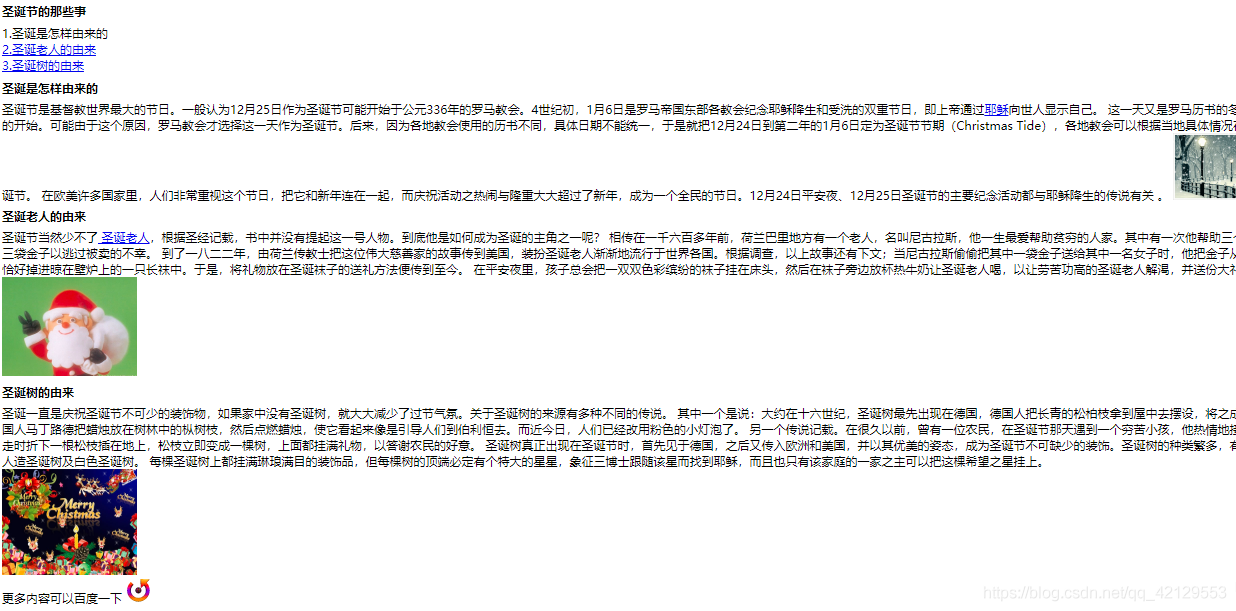 圣诞节的那些事
1.圣诞是怎样由来的
2.圣诞老人的由来
3.圣诞树的由来
圣诞是怎样由来的
圣诞节是基督教世界最大的节日。一般认为12月25日作为圣诞节可能开始于公元336年的罗马教会。4世纪初，1月6日是罗马帝国东部各教会纪念耶稣降生和受洗的双重节日，即上帝通过耶稣向世人显示自己。 这一天又是罗马历书的冬
的开始。可能由于这个原因，罗马教会才选择这一天作为圣诞节。后来，因为各地教会使用的历书不同，具体日期不能统一，于是就把12月24日到第二年的1月6日定为圣诞节节期（Christmas Tide），各地教会可以根据当地具体情况在
诞节。 在欧美许多国家里，人们非常重视这个节日，把它和新年连在一起，而庆祝活动之热闹与隆重大大超过了新年，成为一个全民的节日。12月24日平安夜、12月25日圣诞节的主要纪念活动都与耶稣降生的传说有关 。
圣诞老人的由来
圣诞节当然少不了 圣诞老人，根据圣经记载，书中并没有提起这一号人物。到底他是如何成为圣诞的主角之一呢？ 相传在一千六百多年前，荷兰巴里地方有一个老人，名叫尼古拉斯，他一生最爱帮助贫穷的人家。其中有一次他帮助三个
三袋金子以逃过被卖的不幸。 到了一八二二年，由荷兰传教士把这位伟大慈善家的故事传到美国，装扮圣诞老人渐渐地流行于世界各国。根据调查，以上故事还有下文；当尼古拉斯偷偷把其中一袋金子送给其中一名女子时，他把金子从
恰好掉进晾在壁炉上的一只长袜中。于是，将礼物放在圣诞袜子的送礼方法便传到至今。 在平安夜里，孩子总会把一双双色彩缤纷的袜子挂在床头，然后在袜子旁边放杯热牛奶让圣诞老人喝，以让劳苦功高的圣诞老人解渴，并送份大礼
圣诞树的由来
圣诞一直是庆祝圣诞节不可少的装饰物，如果家中没有圣诞树，就大大减少了过节气氛。关于圣诞树的来源有多种不同的传说。 其中一个是说：大约在十六世纪，圣诞树最先出现在德国，德国人把长青的松柏枝拿到屋中去摆设，将之成
国人马丁路德把蜡烛放在树林中的枞树枝，然后点燃蜡烛，使它看起来像是引导人们到伯利恒去。而近今日，人们已经改用粉色的小灯泡了。 另一个传说记载。在很久以前，曾有一位农民，在圣诞节那天遇到一个穷苦小孩，他热情地接
走时折下一根松枝插在地上，松枝立即变成一棵树，上面都挂满礼物，以答谢农民的好意。 圣诞树真正出现在圣诞节时，首先见于德国，之后又传入欧洲和美国，并以其优美的姿态，成为圣诞节不可缺少的装饰。圣诞树的种类繁多，有
人造圣诞树及白色圣诞树。 每棵圣诞树上都挂满琳琅满目的装饰品，但每棵树的顶端必定有个特大的星星，象征三博士跟随该星而找到耶稣，而且也只有该家庭的一家之主可以把这棵希望之星挂上。
Merry
Christmas
更多内容可以百度一下
https://blog.csdn.net/qq_42129553